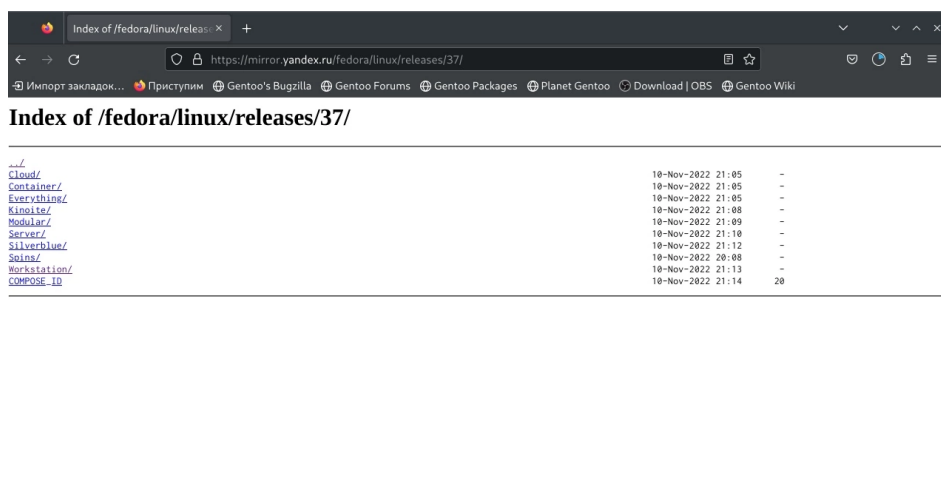 Index of /fedora/linux/release
https://mirror.yandex.ru/fedora/linux/releases/37/
Импорт закладок... Приступим Gentoo's Bugzilla Gentoo Forums Gentoo Packages Planet Gentoo Download | OBS Gentoo Wiki
Index of /fedora/linux/releases/37/
../
Cloud/ 10-Nov-2022 21:05 -
Container/ 10-Nov-2022 21:05 -
Everything/ 10-Nov-2022 21:05 -
Kinoite/ 10-Nov-2022 21:08 -
Modular/ 10-Nov-2022 21:09 -
Server/ 10-Nov-2022 21:10 -
Silverblue/ 10-Nov-2022 21:12 -
Spins/ 10-Nov-2022 20:08 -
Workstation/ 10-Nov-2022 21:13 -
COMPOSE_ID 10-Nov-2022 21:14 20